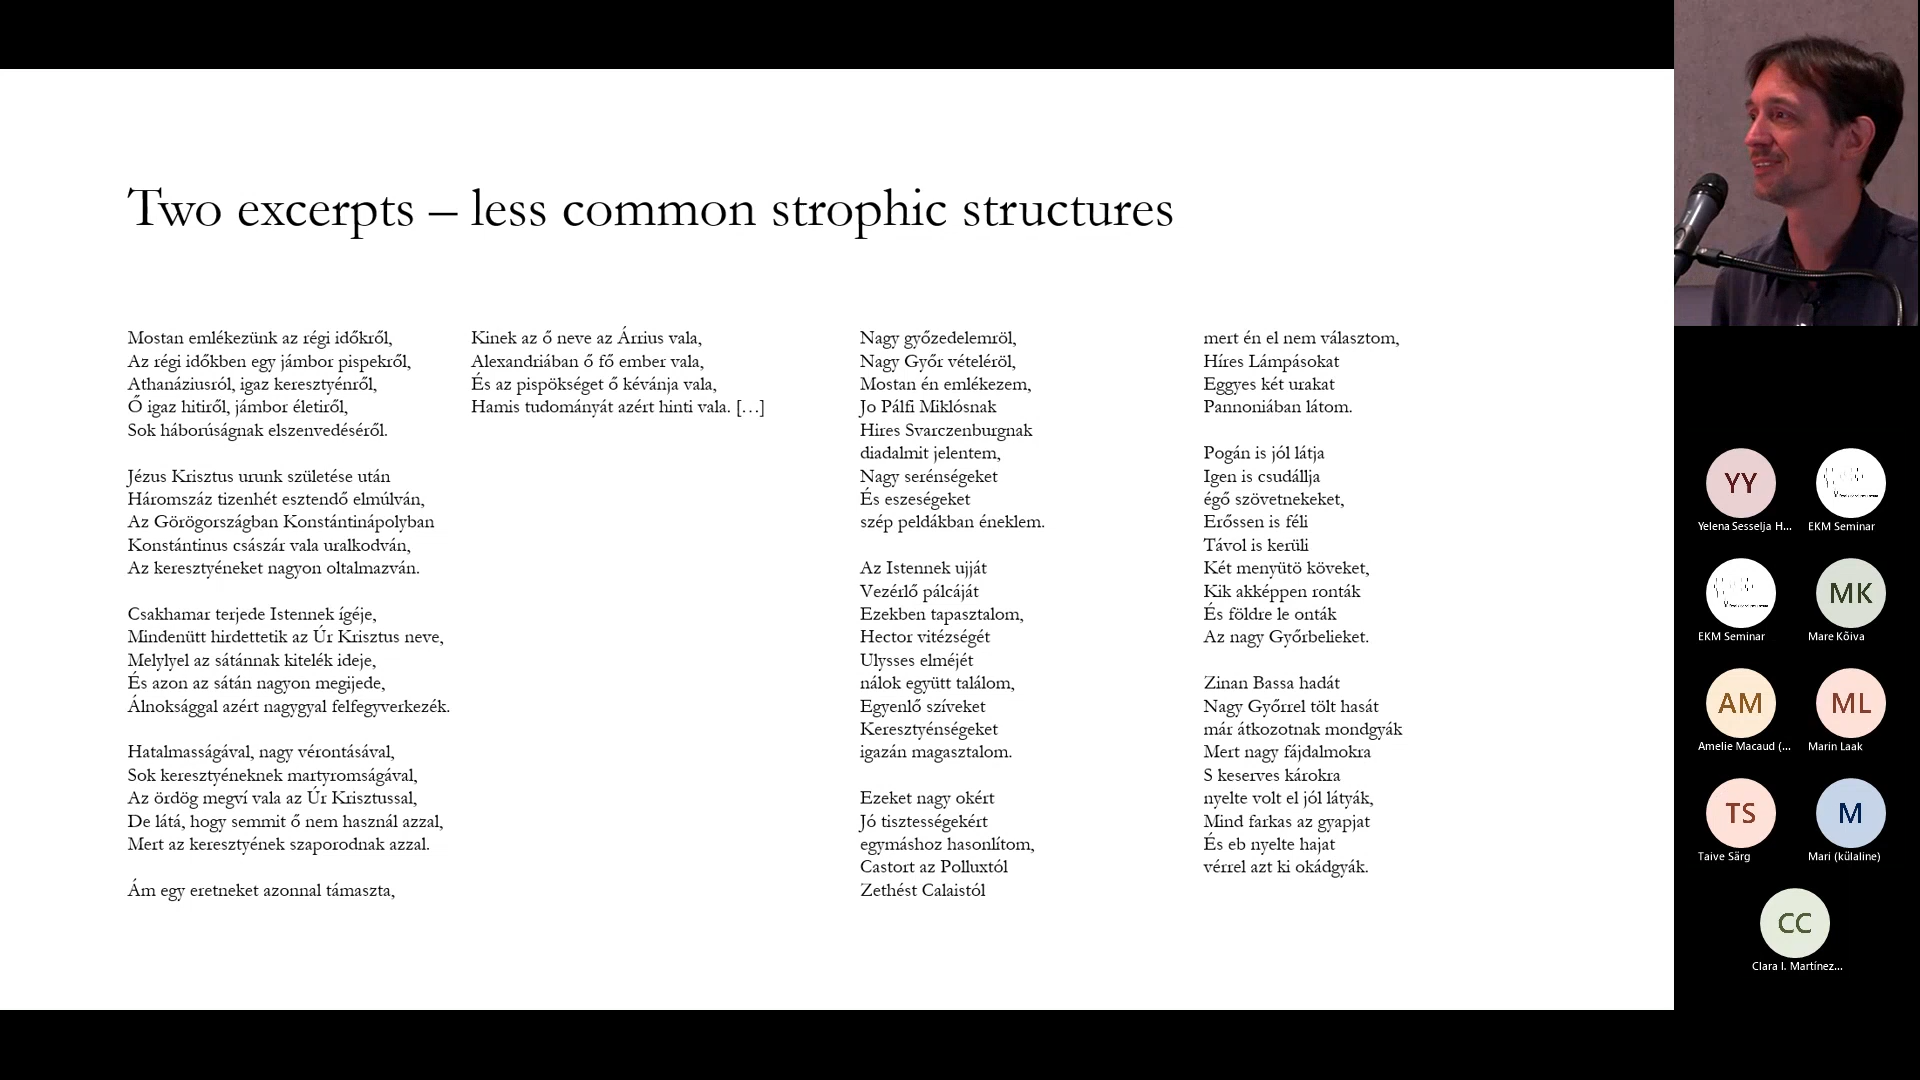 Two excerpts – less common strophic structures
Mostan emlékezünk az régi időkről,
Az régi időkben egy jámbor pispekről,
Athanáziusról, igaz keresztyénről,
Ő igaz hitiről, jámbor életiről,
Sok háborúságnak elszenvedéséről.
Jézus Krisztus urunk születése után
Háromszáz tizenhét esztendő elmúlván,
Az Görögországban Konstántinápolyban
Konstántinus császár vala uralkodván,
Az keresztyéneket nagyon oltalmazván.
Csakhamar terjede Istennek ígéje,
Mindenütt hirdettetik az Úr Krisztus neve,
Melylyel az sátánnak kitelék ideje,
És azon az sátán nagyon megijede,
Álnoksággal azért nagygyal felfegyverkezék.
Hatalmasságával, nagy vérontásával,
Sok keresztyéneknek martyromságával,
Az ördög megví vala az Úr Krisztussal,
De látá, hogy semmit ő nem használ azzal,
Mert az keresztyének szaporodnak azzal.
Ám egy eretneket azonnal támaszta,
Kinek az ő neve az Árrius vala,
Alexandriában ő fő ember vala,
És az pispökséget ő kévánja vala,
Hamis tudományát azért hinti vala. […]
Nagy győzedelemröl,
Nagy Győr vételéröl,
Mostan én emlékezem,
Jo Pálfi Miklósnak
Hires Svarczenburgnak
diadalmit jelentem,
Nagy serénségeket
És eszeségeket
szép peldákban éneklem.
Az Istennek ujját
Vezérlő pálcáját
Ezekben tapasztalom,
Hector vitézségét
Ulysses elméjét
nálok együtt találom,
Egyenlő szíveket
Keresztyénségeket
igazán magasztalom.
Ezeket nagy okért
Jó tisztességekért
egymáshoz hasonlítom,
Castort az Polluxtól
Zethést Calaistól
mert én el nem választom,
Híres Lámpásokat
Eggyes két urakat
Pannoniában látom.
Pogán is jól látja
Igen is csudállja
égő szövetnekeket,
Erőssen is féli
Távol is kerüli
Két menyütö köveket,
Kik akképpen ronták
És földre le onták
Az nagy Győrbelieket.
Zinan Bassa hadát
Nagy Győrrel tölt hasát
már átkozotnak mondgyák
Mert nagy fájdalmokra
S keserves károkra
nyelte volt el jól látyák,
Mind farkas az gyapjat
És eb nyelte hajat
vérrel azt ki okádgyák.
YY
Yelena Sesselja H...
EKM Seminar
EKM Seminar
MK
Mare Kõiva
AM
Amelie Macaud (...
ML
Marin Laak
TS
Taive Särg
M
Mari (külaline)
CC
Clara I. Martínez...